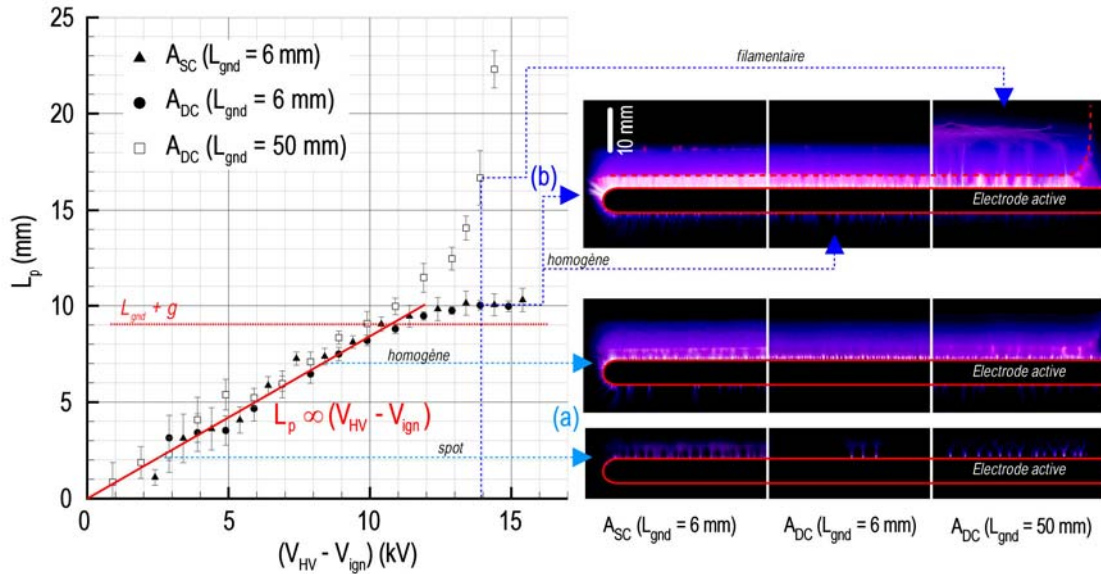 25
20
15
10
5
0
L_p (mm)
▲ A_SC (L_gnd = 6 mm)
● A_DC (L_gnd = 6 mm)
□ A_DC (L_gnd = 50 mm)
L_gnd + g
L_p ∞ (V_HV - V_ign)
homogène
spot
0 5 10 15
(V_HV - V_ign) (kV)
filamentaire
(b)
homogène
(a)
10 mm
Electrode active
Electrode active
Electrode active
A_SC (L_gnd = 6 mm) A_DC (L_gnd = 6 mm) A_DC (L_gnd = 50 mm)